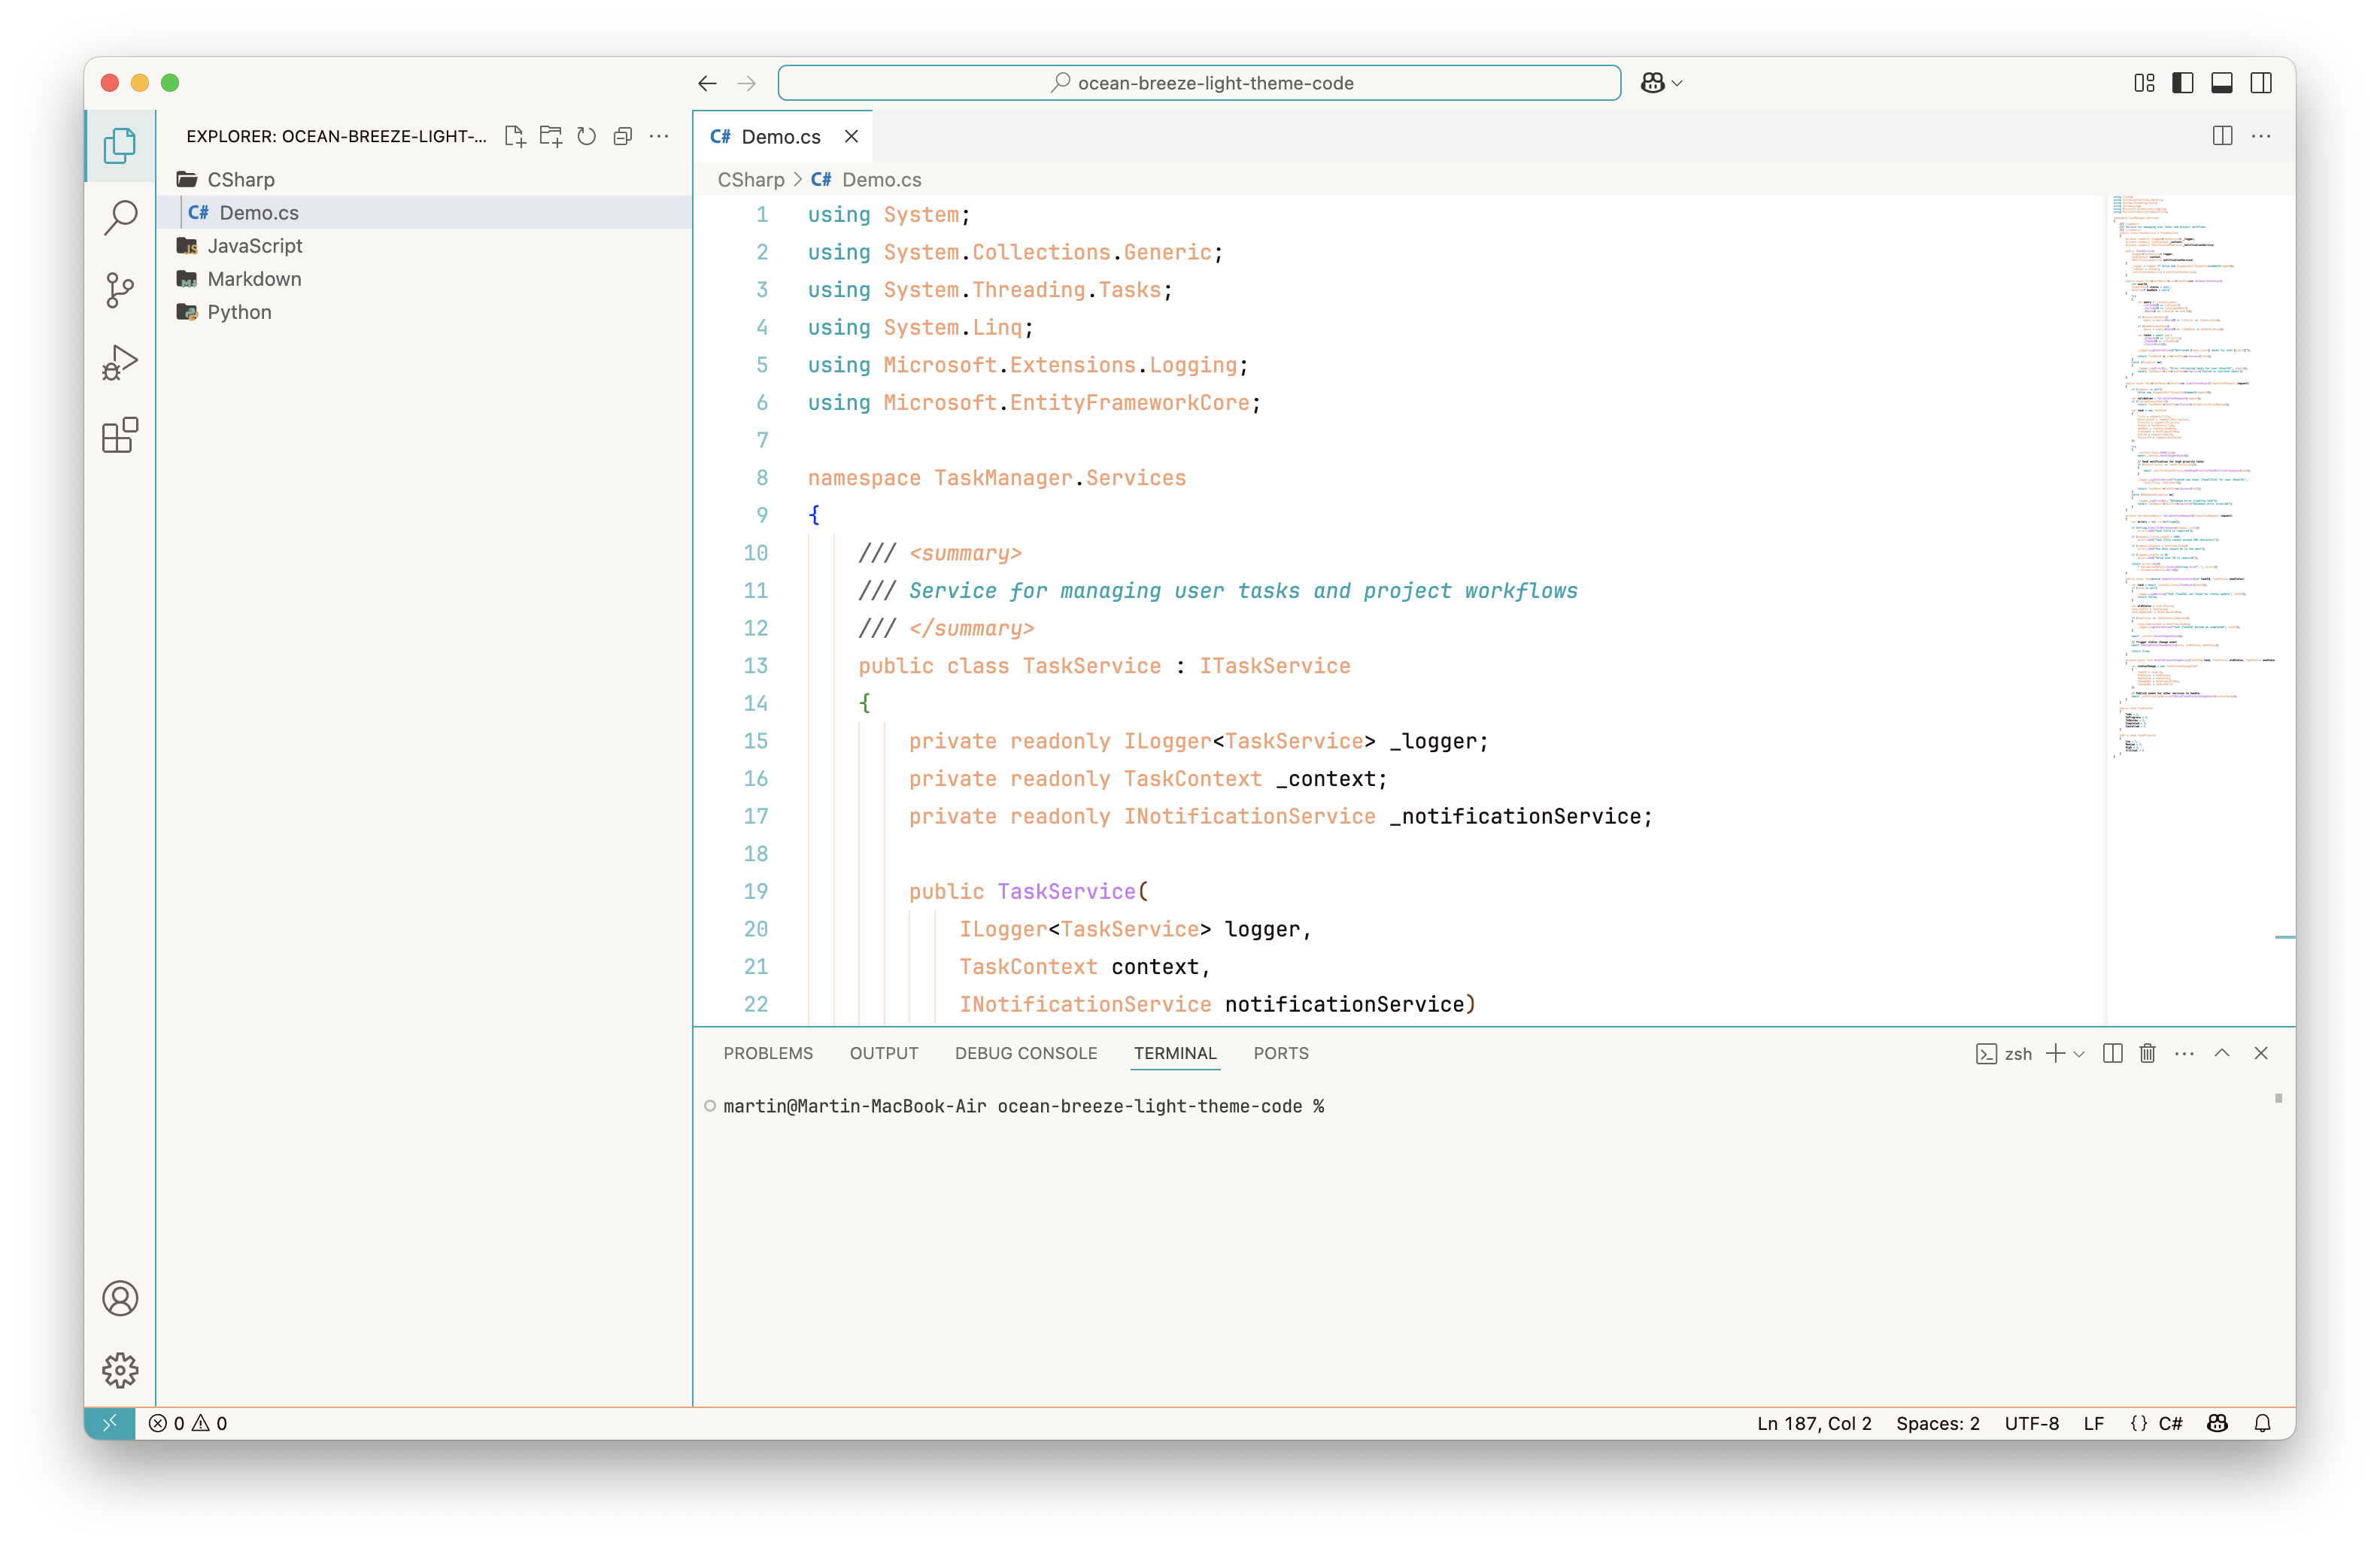 ocean-breeze-light-theme-code
EXPLORER: OCEAN-BREEZE-LIGHT-...
CSharp
C# Demo.cs
JavaScript
Markdown
Python
C# Demo.cs
CSharp > C# Demo.cs
1 using System;
2 using System.Collections.Generic;
3 using System.Threading.Tasks;
4 using System.Linq;
5 using Microsoft.Extensions.Logging;
6 using Microsoft.EntityFrameworkCore;
7
8 namespace TaskManager.Services
9 {
10 /// <summary>
11 /// Service for managing user tasks and project workflows
12 /// </summary>
13 public class TaskService : ITaskService
14 {
15 private readonly ILogger<TaskService> _logger;
16 private readonly TaskContext _context;
17 private readonly INotificationService _notificationService;
18
19 public TaskService(
20 ILogger<TaskService> logger,
21 TaskContext context,
22 INotificationService notificationService)
PROBLEMS OUTPUT DEBUG CONSOLE TERMINAL PORTS
zsh
martin@Martin-MacBook-Air ocean-breeze-light-theme-code %
0 0
Ln 187, Col 2 Spaces: 2 UTF-8 LF {} C#